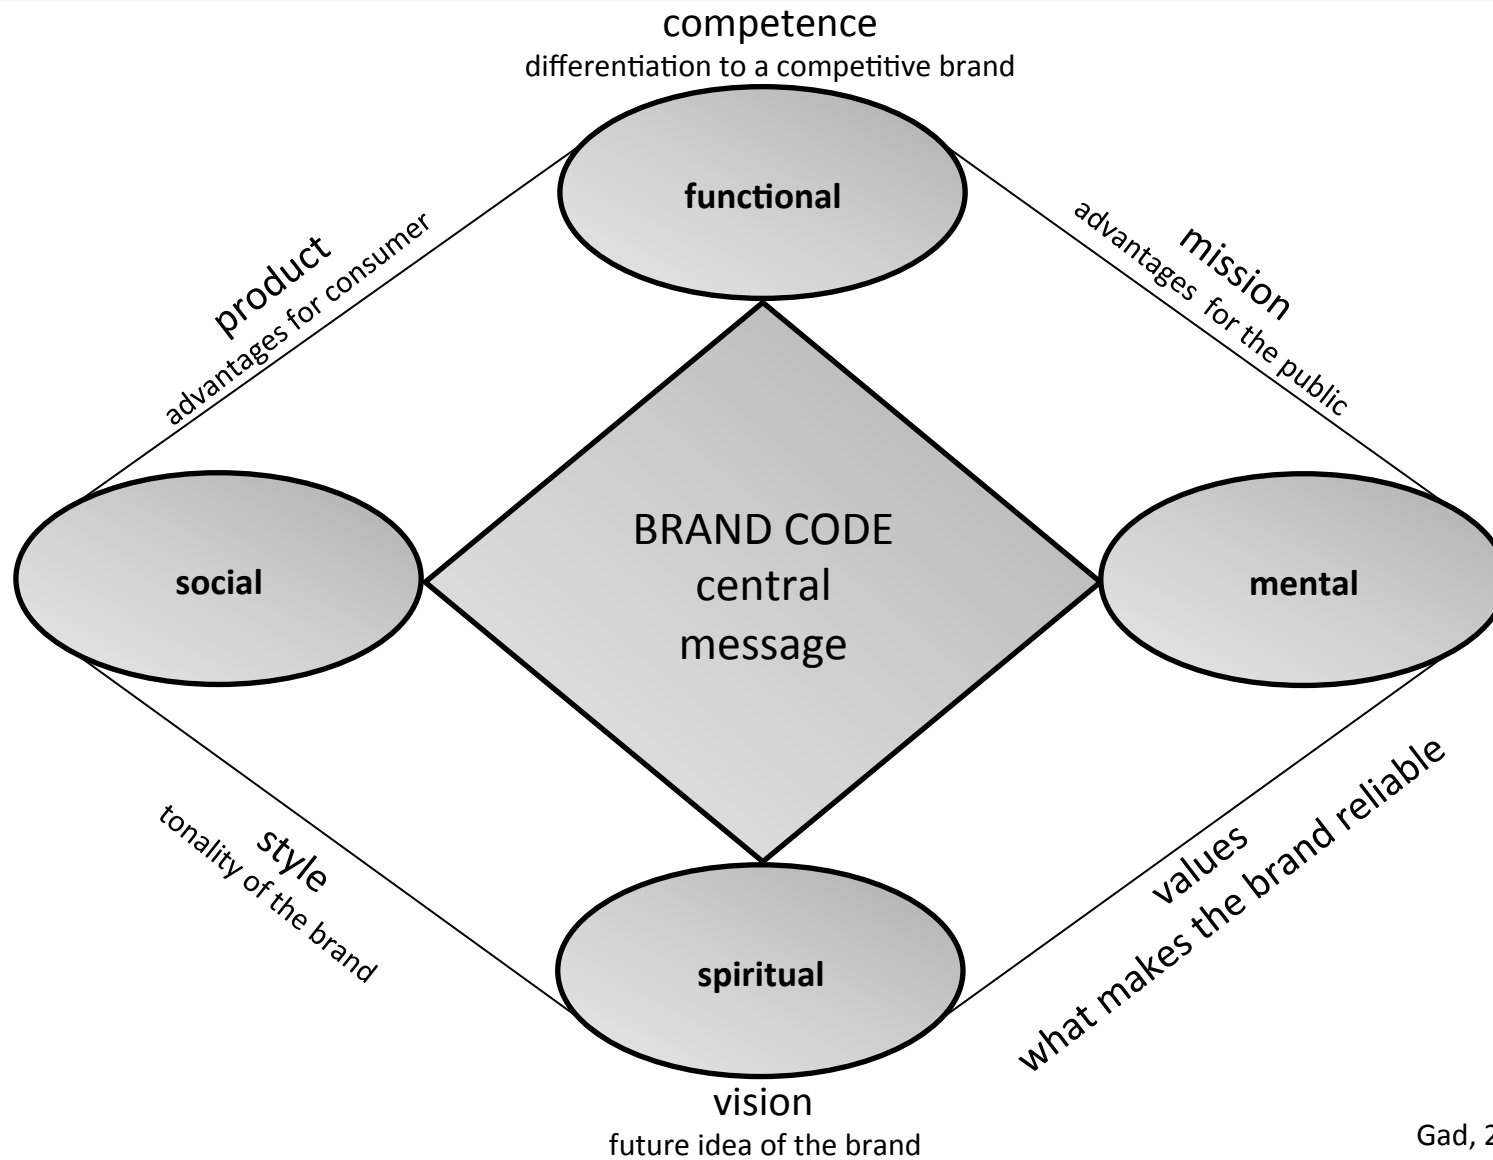 competence
differentiation to a competitive brand
functional
product
advantages for consumer
mission
advantages for the public
social
BRAND CODE
central
message
mental
style
tonality of the brand
values
what makes the brand reliable
spiritual
vision
future idea of the brand
Gad,